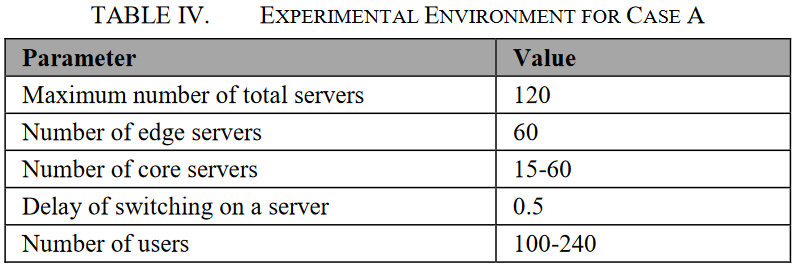 TABLE IV. EXPERIMENTAL ENVIRONMENT FOR CASE A
Parameter Value
Maximum number of total servers 120
Number of edge servers 60
Number of core servers 15-60
Delay of switching on a server 0.5
Number of users 100-240